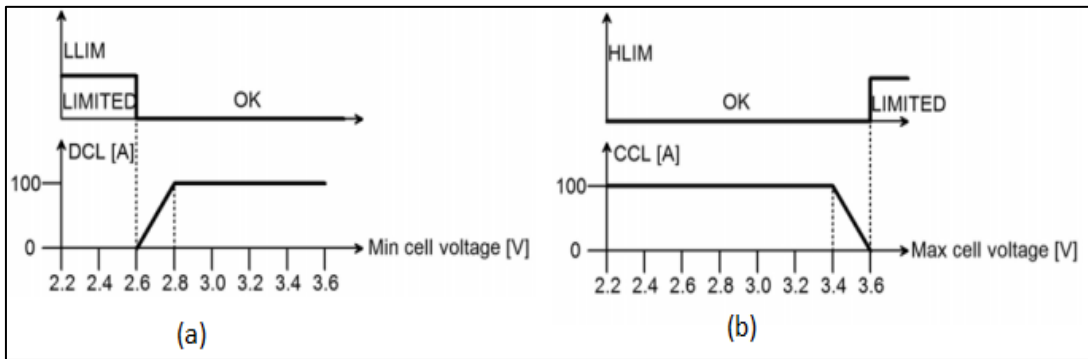 LLIM
LIMITED OK
DCL [A]
100
0 Min cell voltage [V]
2.2 2.4 2.6 2.8 3.0 3.2 3.4 3.6
(a)
HLIM
OK LIMITED
CCL [A]
100
0 Max cell voltage [V]
2.2 2.4 2.6 2.8 3.0 3.2 3.4 3.6
(b)